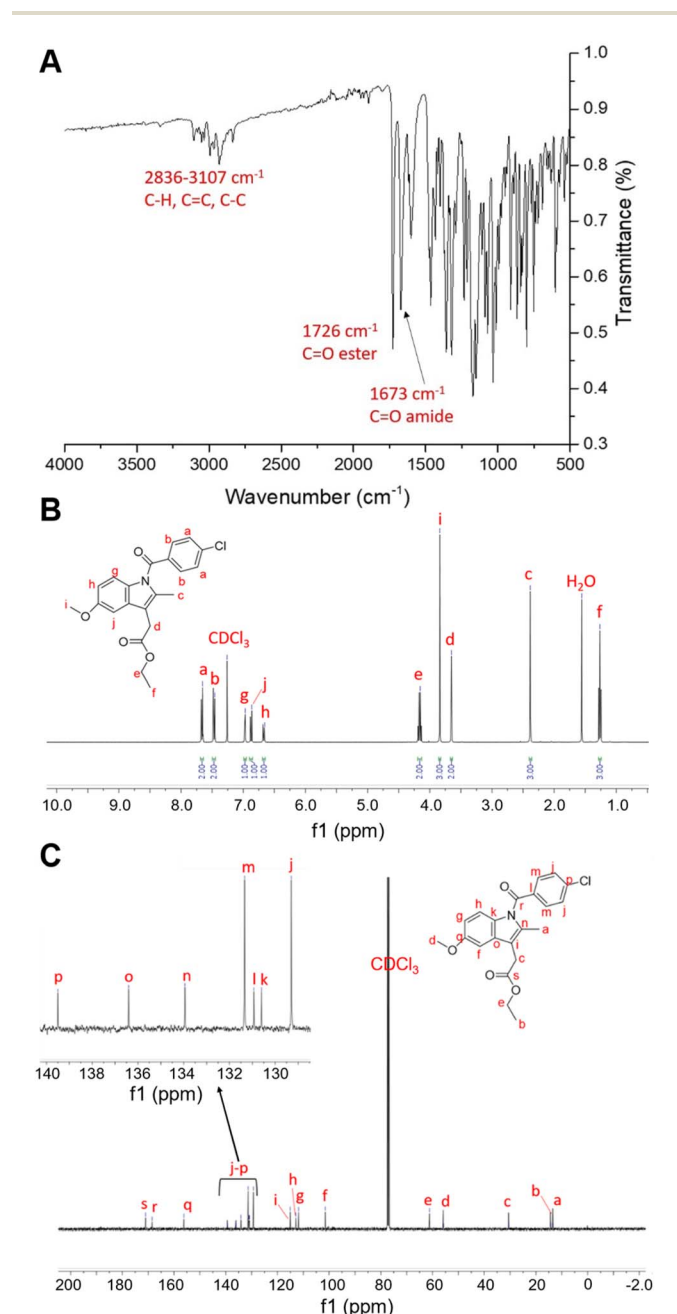 A
1.0
0.9
0.8
0.7
0.6
0.5
0.4
0.3
Transmittance (%)
2836-3107 cm-1
C-H, C=C, C-C
1726 cm-1
C=O ester
1673 cm-1
C=O amide
4000 3500 3000 2500 2000 1500 1000 500
Wavenumber (cm-1)
B
a
b
O
Cl
g
a
h
N
b
i
O
c
j
d
O
O
e
f
a
b
CDCl3
g
j
h
e
i
d
c
H2O
f
2.00
2.00
1.00
1.00
1.00
2.00
3.00
2.00
3.00
3.00
10.0 9.0 8.0 7.0 6.0 5.0 4.0 3.0 2.0 1.0
f1 (ppm)
C
p
o
n
m
l
k
j
140 138 136 134 132 130
f1 (ppm)
CDCl3
m
j
p
Cl
O
l
r
m
j
h
k
g
N
n
a
d
O
q
o
i
f
c
O
s
O
e
b
j-p
s
r
q
i
h
g
f
e
d
c
b
a
200 180 160 140 120 100 80 60 40 20 0 -2.0
f1 (ppm)